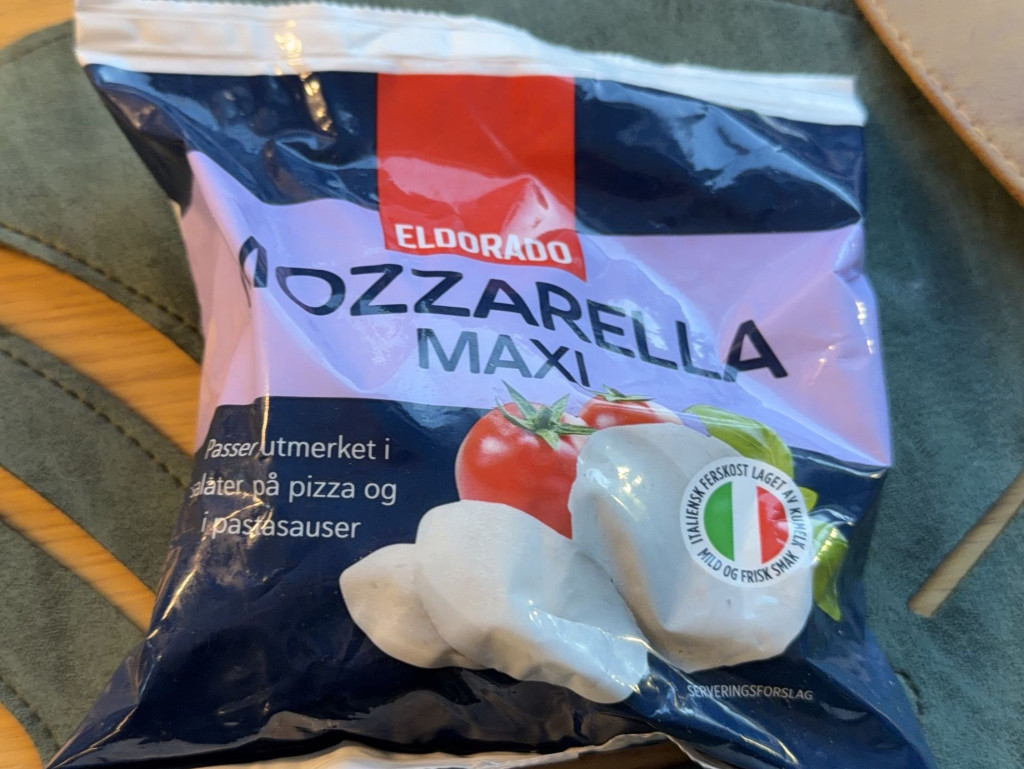 ELDORADO
MOZZARELLA
MAXI
Passer utmerket i
salater, på pizza og
i pastasauser
ITALIENSK FERSKOST LAGET AV KUMELK
MILD OG FRISK SMAK
SERVERINGSFORSLAG